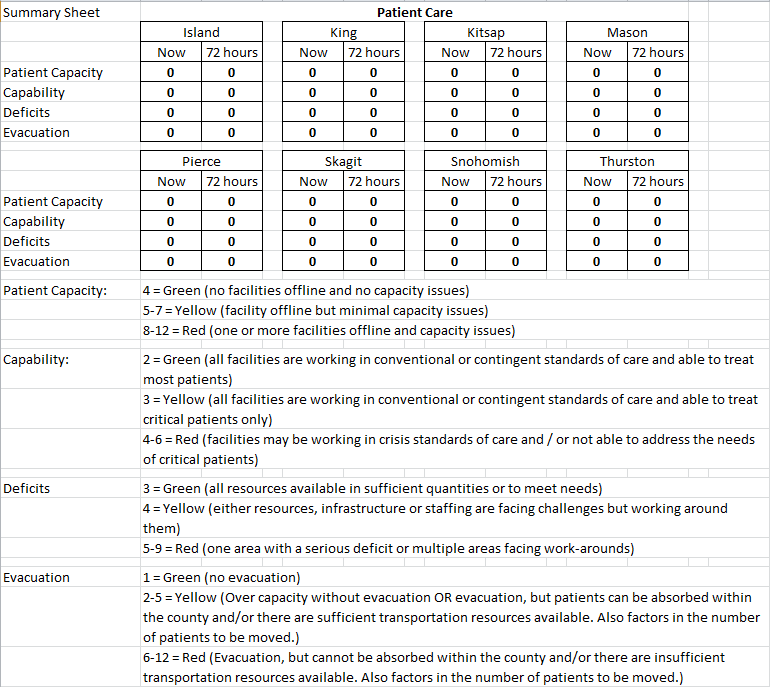 Summary Sheet Patient Care
Island King Kitsap Mason
Now 72 hours Now 72 hours Now 72 hours Now 72 hours
Patient Capacity 0 0 0 0 0 0 0 0
Capability 0 0 0 0 0 0 0 0
Deficits 0 0 0 0 0 0 0 0
Evacuation 0 0 0 0 0 0 0 0
Pierce Skagit Snohomish Thurston
Now 72 hours Now 72 hours Now 72 hours Now 72 hours
Patient Capacity 0 0 0 0 0 0 0 0
Capability 0 0 0 0 0 0 0 0
Deficits 0 0 0 0 0 0 0 0
Evacuation 0 0 0 0 0 0 0 0
Patient Capacity: 4 = Green (no facilities offline and no capacity issues)
5-7 = Yellow (facility offline but minimal capacity issues)
8-12 = Red (one or more facilities offline and capacity issues)
Capability: 2 = Green (all facilities are working in conventional or contingent standards of care and able to treat
most patients)
3 = Yellow (all facilities are working in conventional or contingent standards of care and able to treat
critical patients only)
4-6 = Red (facilities may be working in crisis standards of care and / or not able to address the needs
of critical patients)
Deficits 3 = Green (all resources available in sufficient quantities or to meet needs)
4 = Yellow (either resources, infrastructure or staffing are facing challenges but working around
them)
5-9 = Red (one area with a serious deficit or multiple areas facing work-arounds)
Evacuation 1 = Green (no evacuation)
2-5 = Yellow (Over capacity without evacuation OR evacuation, but patients can be absorbed within
the county and/or there are sufficient transportation resources available. Also factors in the number
of patients to be moved.)
6-12 = Red (Evacuation, but cannot be absorbed within the county and/or there are insufficient
transportation resources available. Also factors in the number of patients to be moved.)